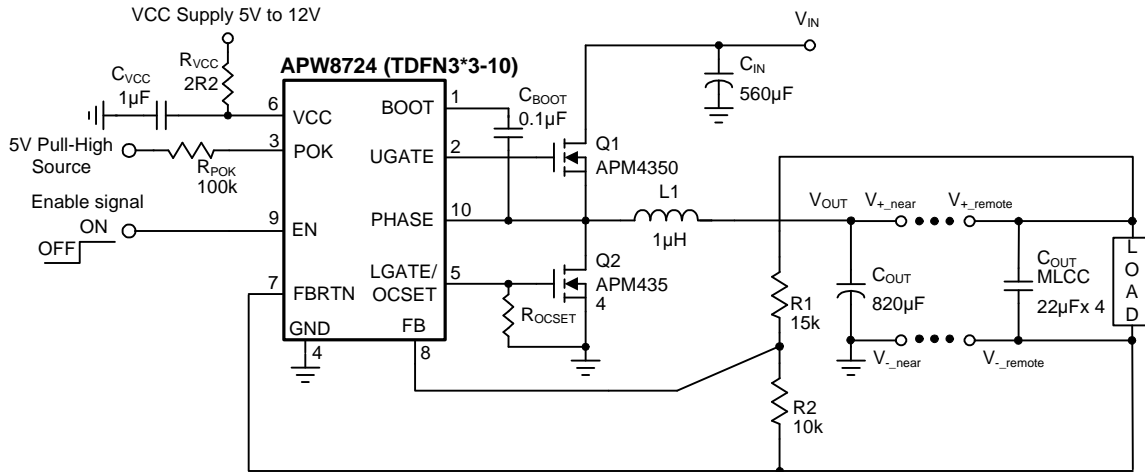 VCC Supply 5V to 12V
RVCC
2R2
CVCC
1µF
APW8724 (TDFN3*3-10)
6
VCC
5V Pull-High
Source
3
POK
RPOK
100k
Enable signal
ON
OFF
9
EN
7
FBRTN
GND
4
BOOT
1
UGATE
2
PHASE
10
LGATE/
OCSET
5
FB
8
CBOOT
0.1µF
Q1
APM4350
Q2
APM435
4
ROCSET
L1
1µH
VIN
CIN
560µF
R1
15k
R2
10k
VOUT
V+_near
V+_remote
COUT
820µF
COUT
MLCC
22µFx 4
LOAD
V-_near
V-_remote